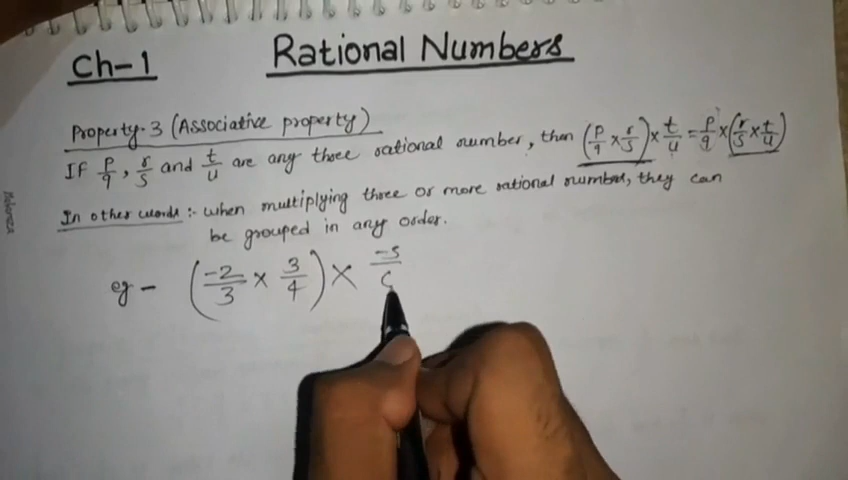 Ch-1 Rational Numbers
Property-3 (Associative property)
If p/q, r/s and t/u are any three rational number, then (p/q × r/s) × t/u = p/q × (r/s × t/u)
In other words :- when multiplying three or more rational number, they can
be grouped in any order.
eg - (-2/3 × 3/4) × -5/